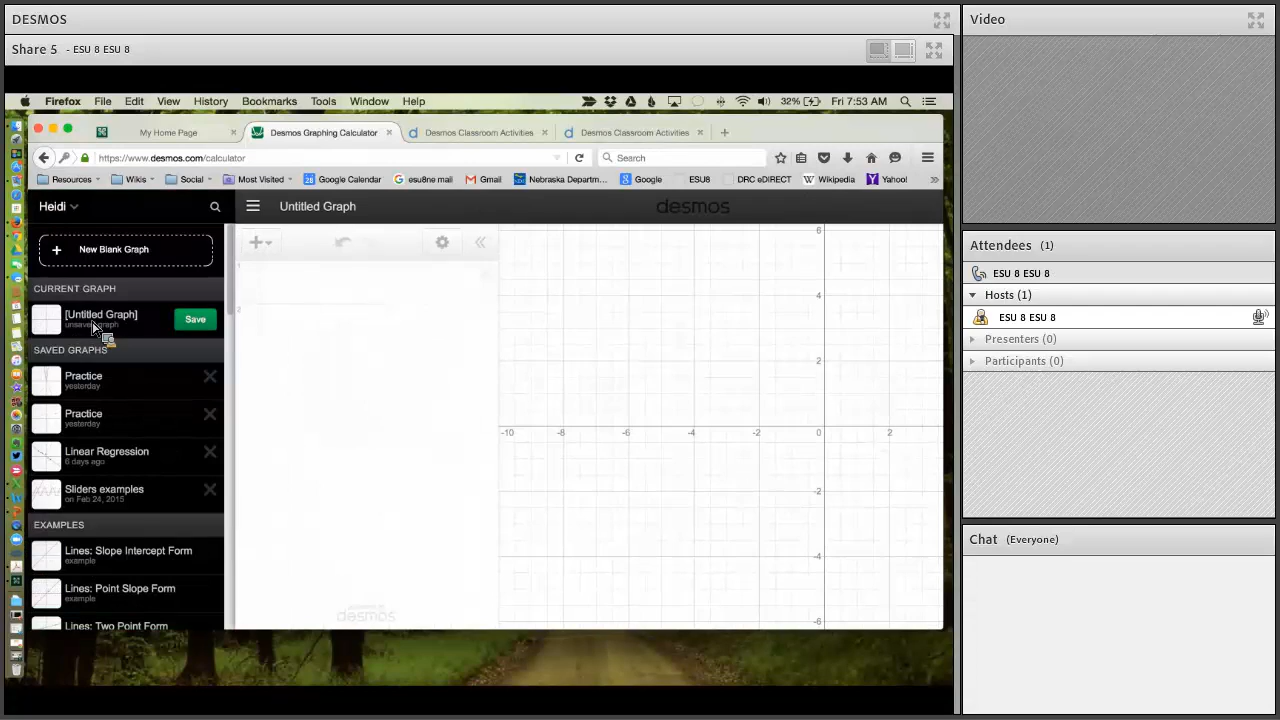 DESMOS
Share 5 - ESU 8 ESU 8
Firefox File Edit View History Bookmarks Tools Window Help 32% Fri 7:53 AM
My Home Page
Desmos Graphing Calculator
Desmos Classroom Activities
Desmos Classroom Activities
https://www.desmos.com/calculator
Search
Resources
Wikis
Social
Most Visited
Google Calendar
esu8ne mail
Gmail
Nebraska Departm...
Google
ESU8
DRC eDIRECT
Wikipedia
Yahoo!
Heidi
Untitled Graph
desmos
New Blank Graph
CURRENT GRAPH
[Untitled Graph]
unsaved graph
Save
SAVED GRAPHS
Practice
yesterday
Practice
yesterday
Linear Regression
6 days ago
Sliders examples
on Feb 24, 2015
EXAMPLES
Lines: Slope Intercept Form
example
Lines: Point Slope Form
example
Lines: Two Point Form
1
2
desmos
6
4
2
-10 -8 -6 -4 -2 0 2
-2
-4
-6
Video
Attendees (1)
ESU 8 ESU 8
Hosts (1)
ESU 8 ESU 8
Presenters (0)
Participants (0)
Chat (Everyone)